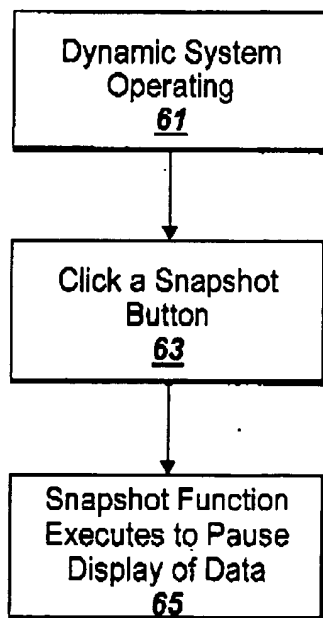 Dynamic System
Operating
61
Click a Snapshot
Button
63
Snapshot Function
Executes to Pause
Display of Data
65